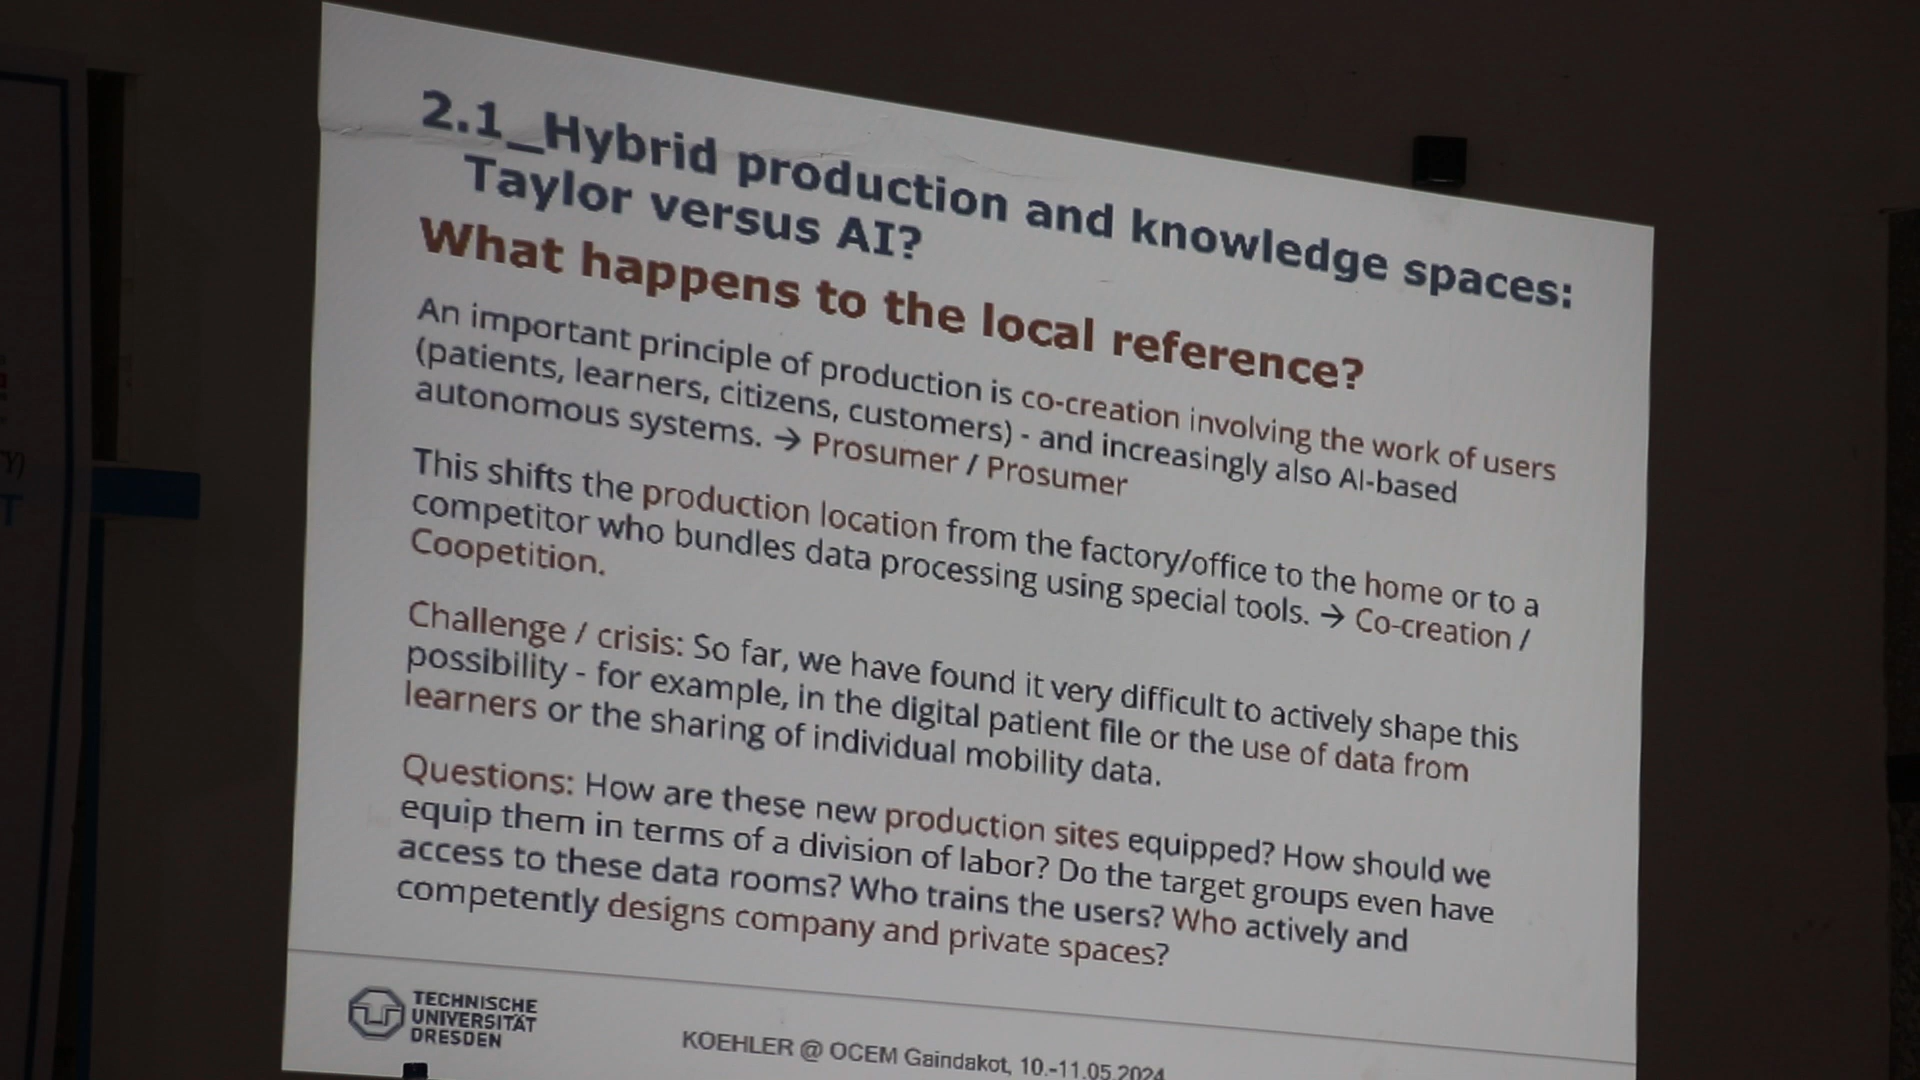 2.1_Hybrid production and knowledge spaces:
Taylor versus AI?
What happens to the local reference?
An important principle of production is co-creation involving the work of users
(patients, learners, citizens, customers) - and increasingly also AI-based
autonomous systems. → Prosumer / Prosumer
This shifts the production location from the factory/office to the home or to a
competitor who bundles data processing using special tools. → Co-creation /
Coopetition.
Challenge / crisis: So far, we have found it very difficult to actively shape this
possibility - for example, in the digital patient file or the use of data from
learners or the sharing of individual mobility data.
Questions: How are these new production sites equipped? How should we
equip them in terms of a division of labor? Do the target groups even have
access to these data rooms? Who trains the users? Who actively and
competently designs company and private spaces?
TECHNISCHE
UNIVERSITÄT
DRESDEN
KOEHLER @ OCEM Gaindakot, 10.-11.05.2024
Y)
T